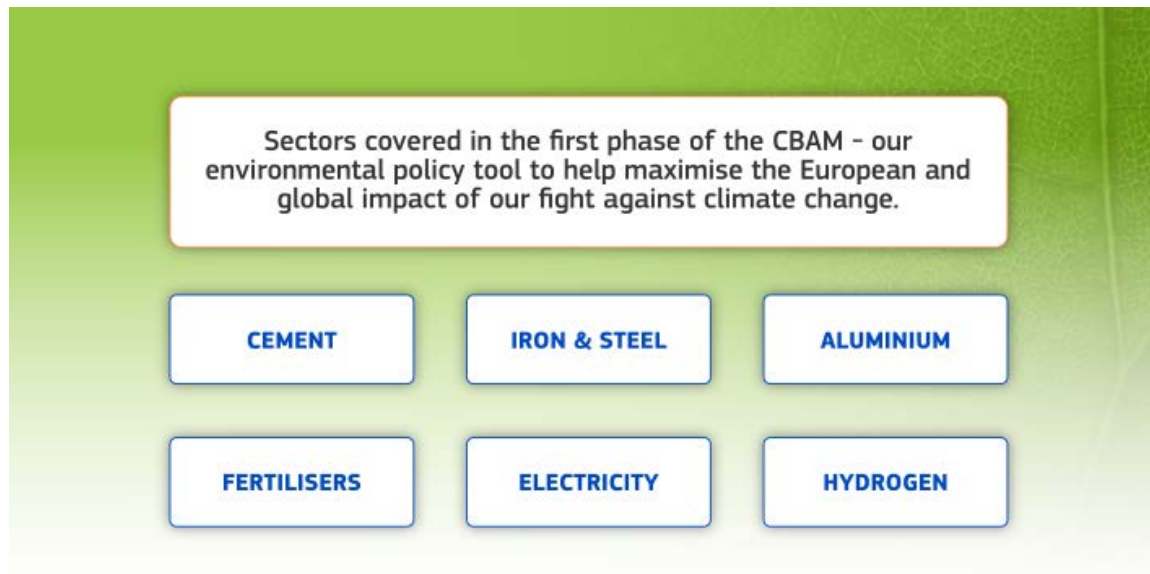 Sectors covered in the first phase of the CBAM - our
environmental policy tool to help maximise the European and
global impact of our fight against climate change.
CEMENT
IRON & STEEL
ALUMINIUM
FERTILISERS
ELECTRICITY
HYDROGEN